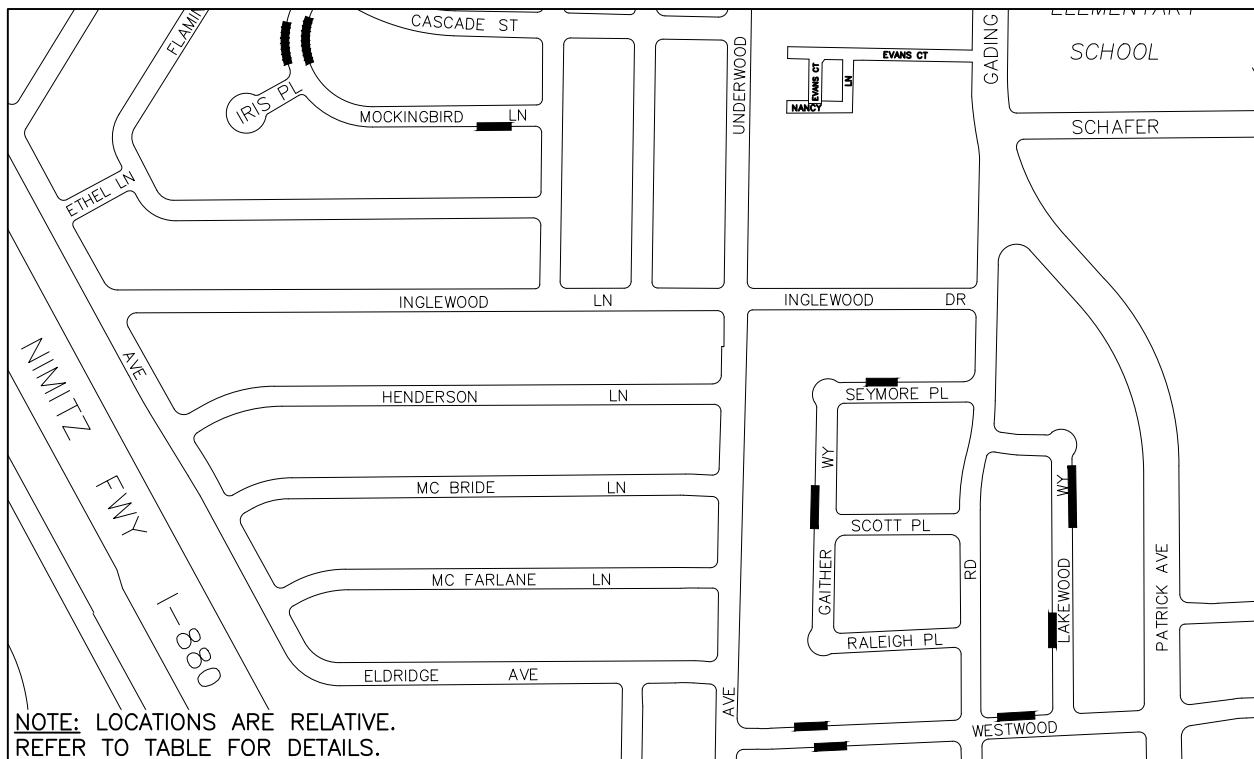 ELEMENTARY
SCHOOL
CASCADE ST
UNDERWOOD
GADING
EVANS CT
EVANS CT
LN
NANCY
IRIS PL
MOCKINGBIRD LN
SCHAFER
ETHEL LN
INGLEWOOD LN
INGLEWOOD DR
AVE
NIMITZ FWY I-880
HENDERSON LN
SEYMORE PL
MC BRIDE LN
WY
WY
SCOTT PL
MC FARLANE LN
GAITHER
RD
LAKEWOOD
PATRICK AVE
RALEIGH PL
ELDRIDGE AVE
AVE
WESTWOOD
NOTE: LOCATIONS ARE RELATIVE.
REFER TO TABLE FOR DETAILS.